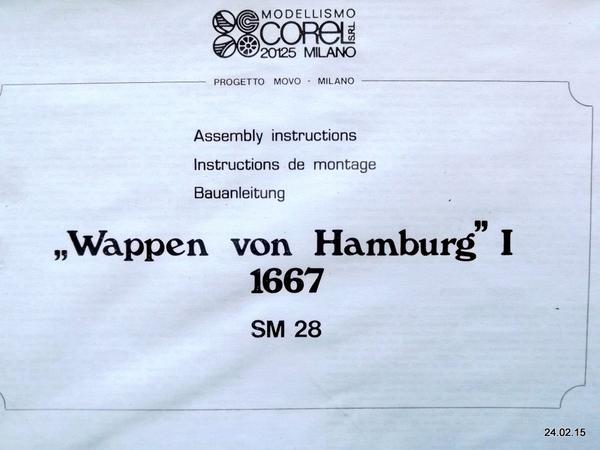 MODELLISMO
COREL S.R.L.
20125 MILANO
PROGETTO MOVO - MILANO
Assembly instructions
Instructions de montage
Bauanleitung
„Wappen von Hamburg” I
1667
SM 28
24.02.15